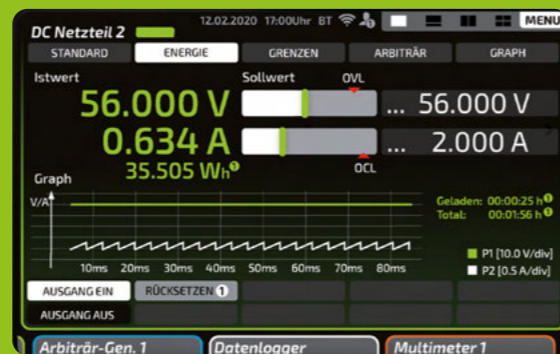 DC Netzteil 2 12.02.2020 17:00Uhr BT MENU
STANDARD ENERGIE GRENZEN ARBITRÄR GRAPH
Istwert Sollwert OVL
56.000 V ... 56.000 V
0.634 A ... 2.000 A
35.505 Wh❶ OCL
Graph
V/A
Geladen: 00:00:25 h❶
Total: 00:01:56 h❶
P1 [10.0 V/div]
P2 [0.5 A/div]
10ms 20ms 30ms 40ms 50ms 60ms 70ms 80ms
AUSGANG EIN RÜCKSETZEN ①
AUSGANG AUS
Arbiträr-Gen. 1 Datenlogger Multimeter 1